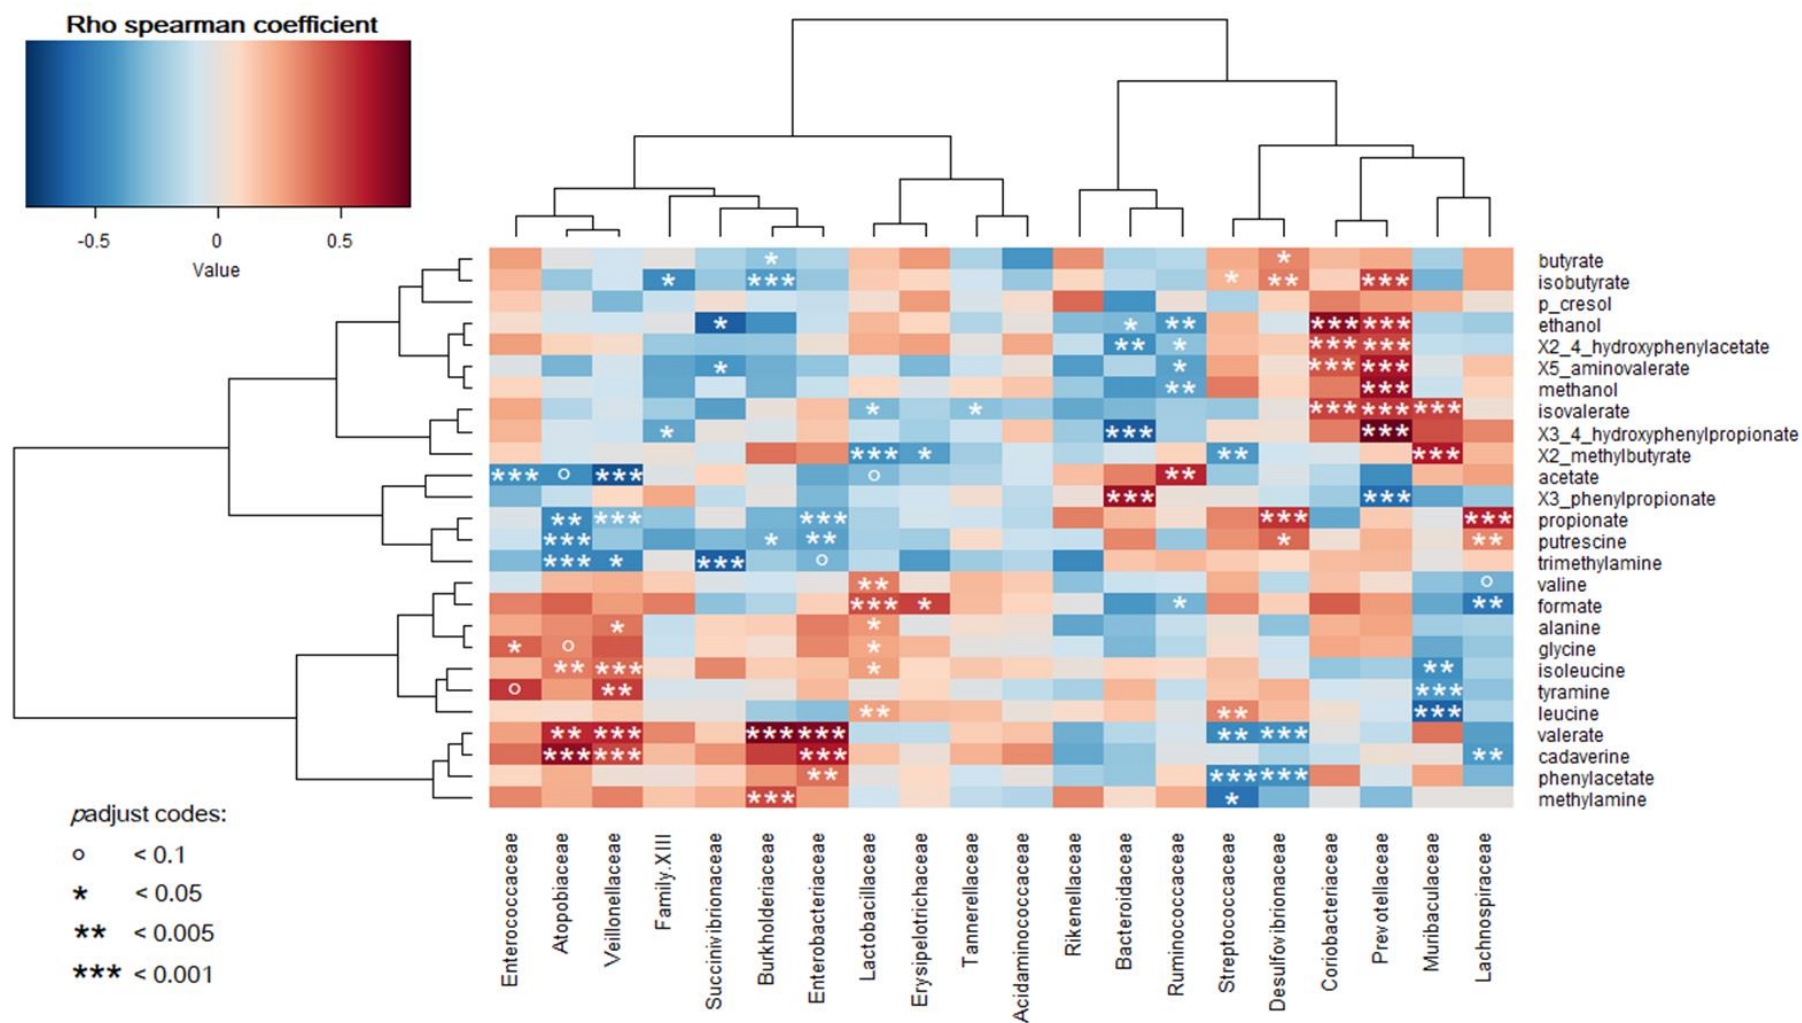 Rho spearman coefficient
-0.5 0 0.5
Value
* *
* *** * ** ***
* * ** *** ***
** * *** ***
* * *** ***
** ***
* * *** *** ***
* *** ***
*** * ** ***
*** ○ *** ○ **
*** ***
** *** *** *** ***
*** * ** * **
*** * *** ○
** ○
*** * * **
* *
* ○ *
** *** * **
○ ** ***
** ** ***
** *** *** *** ** ***
*** *** *** **
** *** ***
*** *
butyrate
isobutyrate
p_cresol
ethanol
X2_4_hydroxyphenylacetate
X5_aminovalerate
methanol
isovalerate
X3_4_hydroxyphenylpropionate
X2_methylbutyrate
acetate
X3_phenylpropionate
propionate
putrescine
trimethylamine
valine
formate
alanine
glycine
isoleucine
tyramine
leucine
valerate
cadaverine
phenylacetate
methylamine
padjust codes:
○ < 0.1
* < 0.05
** < 0.005
*** < 0.001
Enterococcaceae
Atopobiaceae
Veillonellaceae
Family.XIII
Succinivibrionaceae
Burkholderiaceae
Enterobacteriaceae
Lactobacillaceae
Erysipelotrichaceae
Tannerellaceae
Acidaminococcaceae
Rikenellaceae
Bacteroidaceae
Ruminococcaceae
Streptococcaceae
Desulfovibrionaceae
Coriobacteriaceae
Prevotellaceae
Muribaculaceae
Lachnospiraceae